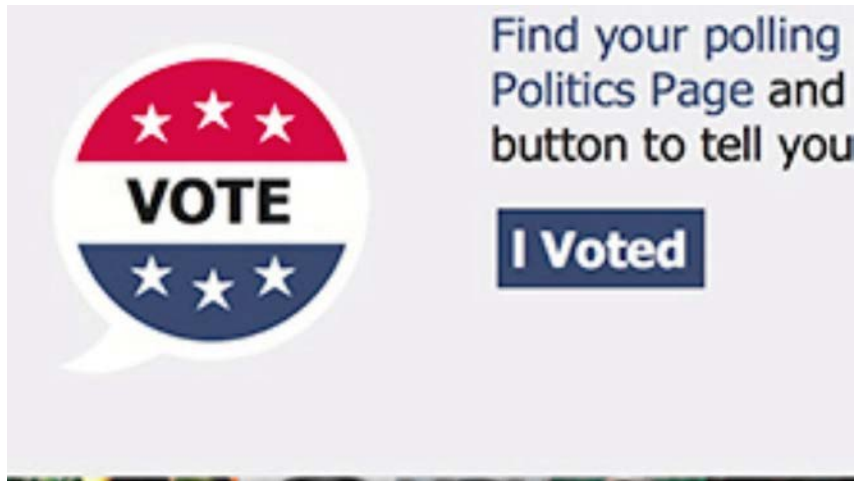 Find your polling
Politics Page and
button to tell you
VOTE
I Voted